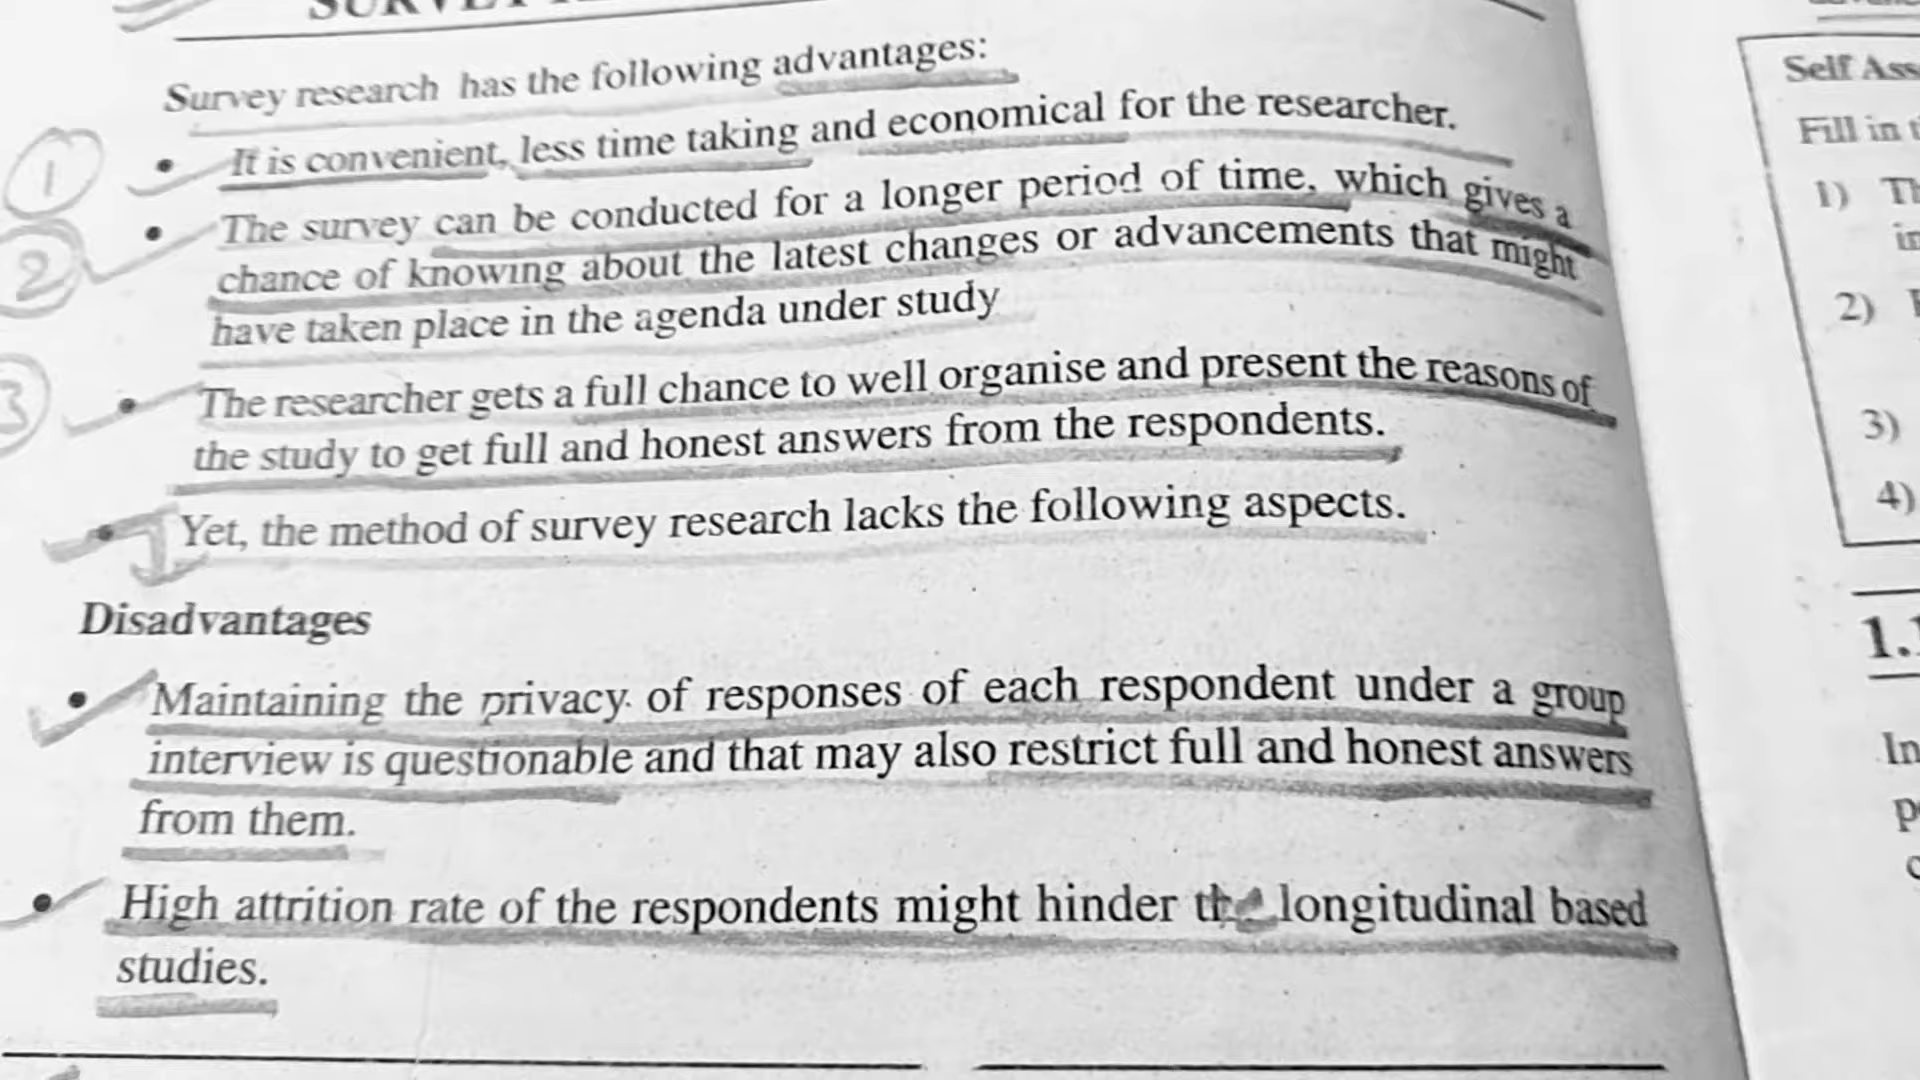 Survey research has the following advantages:
1
• It is convenient, less time taking and economical for the researcher.
2
• The survey can be conducted for a longer period of time, which gives a
chance of knowing about the latest changes or advancements that might
have taken place in the agenda under study
3
• The researcher gets a full chance to well organise and present the reasons of
the study to get full and honest answers from the respondents.
• Yet, the method of survey research lacks the following aspects.
Disadvantages
• Maintaining the privacy of responses of each respondent under a group
interview is questionable and that may also restrict full and honest answers
from them.
• High attrition rate of the respondents might hinder the longitudinal based
studies.
Self
Fill in
1)
2)
3)
4)